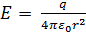 E = q / 4πε₀r²